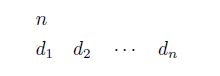 n
d₁ d₂ ⋯ dₙ